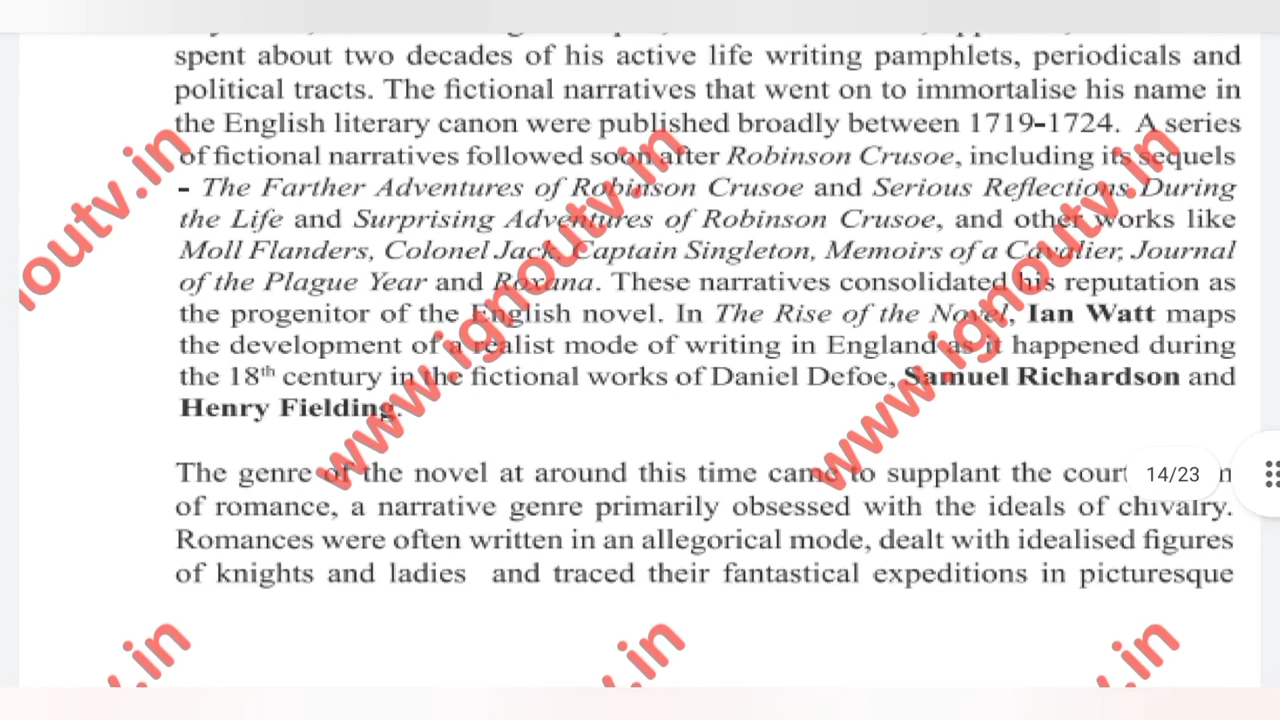 spent about two decades of his active life writing pamphlets, periodicals and
political tracts. The fictional narratives that went on to immortalise his name in
the English literary canon were published broadly between 1719-1724. A series
of fictional narratives followed soon after Robinson Crusoe, including its sequels
- The Farther Adventures of Robinson Crusoe and Serious Reflections During
the Life and Surprising Adventures of Robinson Crusoe, and other works like
Moll Flanders, Colonel Jack, Captain Singleton, Memoirs of a Cavalier, Journal
of the Plague Year and Roxana. These narratives consolidated his reputation as
the progenitor of the English novel. In The Rise of the Novel, Ian Watt maps
the development of a realist mode of writing in England as it happened during
the 18th century in the fictional works of Daniel Defoe, Samuel Richardson and
Henry Fielding.
The genre of the novel at around this time came to supplant the
14/23
of romance, a narrative genre primarily obsessed with the ideals of chivalry.
Romances were often written in an allegorical mode, dealt with idealised figures
of knights and ladies and traced their fantastical expeditions in picturesque
www.ignoutv.in
www.ignoutv.in